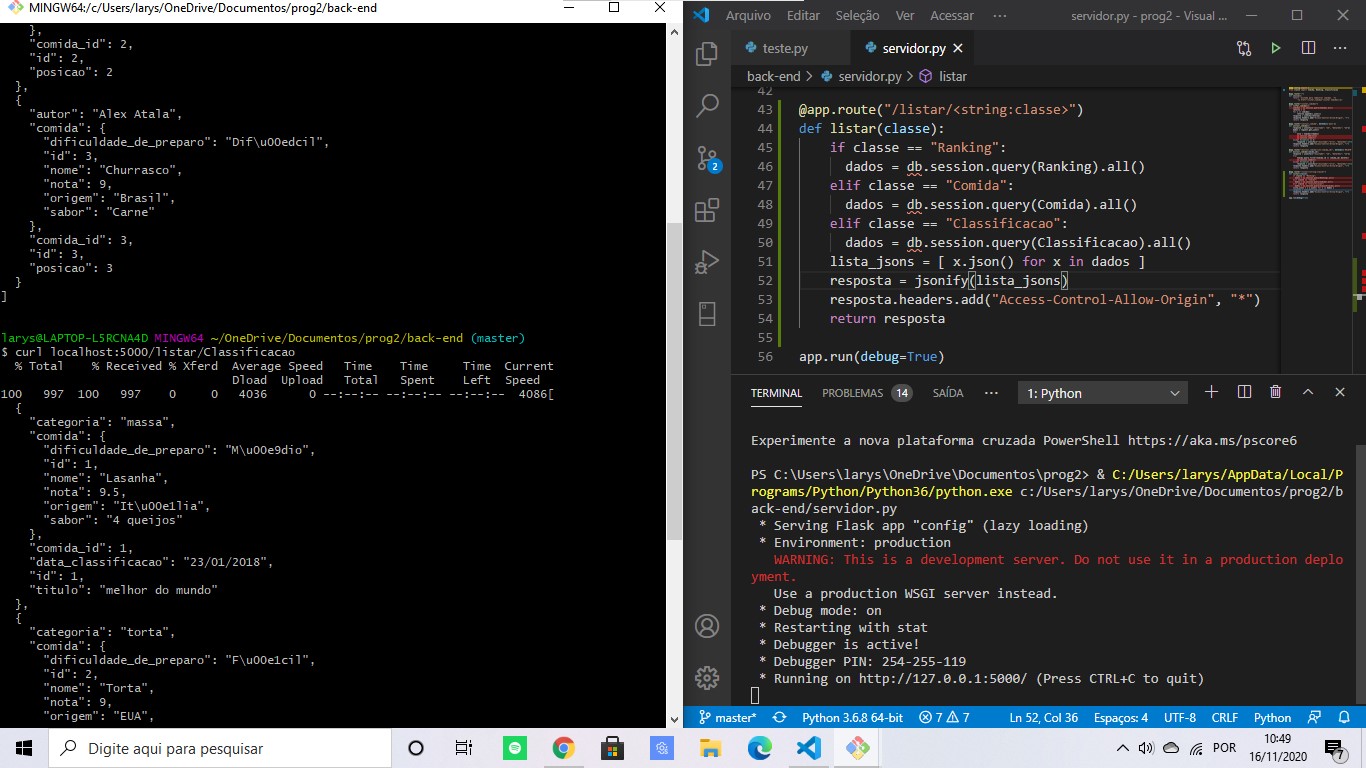 MINGW64:/c/Users/larys/OneDrive/Documentos/prog2/back-end
},
"comida_id": 2,
"id": 2,
"posicao": 2
},
{
"autor": "Alex Atala",
"comida": {
"dificuldade_de_preparo": "Dif\u00edcil",
"id": 3,
"nome": "Churrasco",
"nota": 9,
"origem": "Brasil",
"sabor": "Carne"
},
"comida_id": 3,
"id": 3,
"posicao": 3
}
]
larys@LAPTOP-L5RCNA4D MINGW64 ~/OneDrive/Documentos/prog2/back-end (master)
$ curl localhost:5000/listar/Classificacao
% Total % Received % Xferd Average Speed Time Time Time Current
Dload Upload Total Spent Left Speed
100 997 100 997 0 0 4036 0 --:--:-- --:--:-- --:--:-- 4086[
{
"categoria": "massa",
"comida": {
"dificuldade_de_preparo": "M\u00e9dio",
"id": 1,
"nome": "Lasanha",
"nota": 9.5,
"origem": "It\u00e1lia",
"sabor": "4 queijos"
},
"comida_id": 1,
"data_classificacao": "23/01/2018",
"id": 1,
"titulo": "melhor do mundo"
},
{
"categoria": "torta",
"comida": {
"dificuldade_de_preparo": "F\u00e1cil",
"id": 2,
"nome": "Torta",
"nota": 9,
"origem": "EUA",
Arquivo Editar Seleção Ver Acessar ··· servidor.py - prog2 - Visual ...
teste.py servidor.py
back-end > servidor.py > listar
42
43 @app.route("/listar/<string:classe>")
44 def listar(classe):
45 if classe == "Ranking":
46 dados = db.session.query(Ranking).all()
47 elif classe == "Comida":
48 dados = db.session.query(Comida).all()
49 elif classe == "Classificacao":
50 dados = db.session.query(Classificacao).all()
51 lista_jsons = [ x.json() for x in dados ]
52 resposta = jsonify(lista_jsons)
53 resposta.headers.add("Access-Control-Allow-Origin", "*")
54 return resposta
55
56 app.run(debug=True)
2
TERMINAL PROBLEMAS 14 SAÍDA ··· 1: Python
Experimente a nova plataforma cruzada PowerShell https://aka.ms/pscore6
PS C:\Users\larys\OneDrive\Documentos\prog2> & C:/Users/larys/AppData/Local/P
rograms/Python/Python36/python.exe c:/Users/larys/OneDrive/Documentos/prog2/b
ack-end/servidor.py
* Serving Flask app "config" (lazy loading)
* Environment: production
WARNING: This is a development server. Do not use it in a production deplo
yment.
Use a production WSGI server instead.
* Debug mode: on
* Restarting with stat
* Debugger is active!
* Debugger PIN: 254-255-119
* Running on http://127.0.0.1:5000/ (Press CTRL+C to quit)
master* Python 3.6.8 64-bit 7 7 Ln 52, Col 36 Espaços: 4 UTF-8 CRLF Python
Digite aqui para pesquisar
POR
10:49
16/11/2020
7